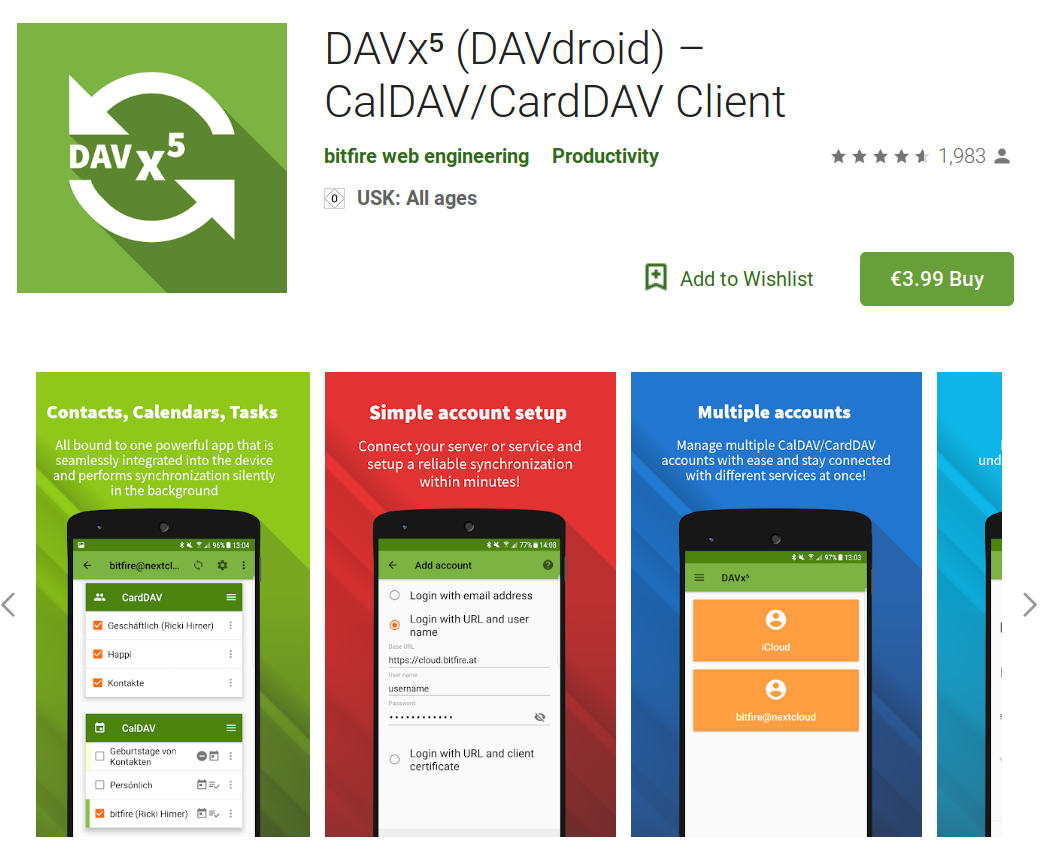 DAVx⁵
DAVx⁵ (DAVdroid) –
CalDAV/CardDAV Client
bitfire web engineering Productivity
1,983
0 USK: All ages
Add to Wishlist
€3.99 Buy
Contacts, Calendars, Tasks
All bound to one powerful app that is
seamlessly integrated into the device
and performs synchronization silently
in the background
96% 13:04
bitfire@nextcl...
CardDAV
Geschäftlich (Ricki Hirner)
Happi
Kontakte
CalDAV
Geburtstage von
Kontakten
Persönlich
bitfire (Ricki Hirner)
Simple account setup
Connect your server or service and
setup a reliable synchronization
within minutes!
77% 14:08
Add account
Login with email address
Login with URL and user
name
Base URL
https://cloud.bitfire.at
User name
username
Password
Login with URL and client
certificate
Multiple accounts
Manage multiple CalDAV/CardDAV
accounts with ease and stay connected
with different services at once!
97% 13:03
DAVx⁵
iCloud
bitfire@nextcloud